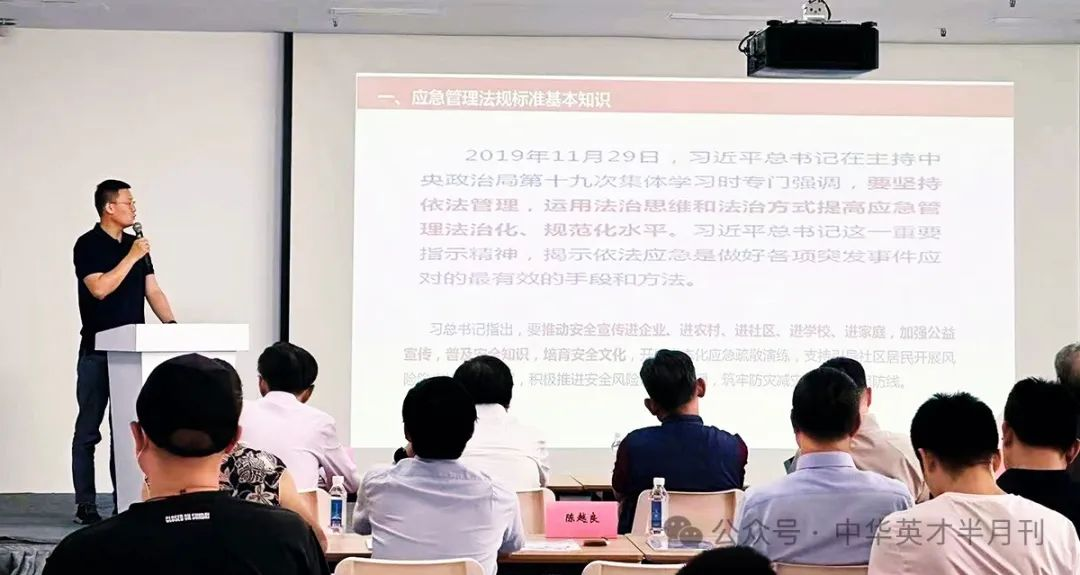 一、应急管理法规标准基本知识
2019年11月29日，习近平总书记在主持中
央政治局第十九次集体学习时专门强调，要坚持
依法管理，运用法治思维和法治方式提高应急管
理法治化、规范化水平。习近平总书记这一重要
指示精神，揭示依法应急是做好各项突发事件应
对的最有效的手段和方法。
习总书记指出，要推动安全宣传进企业、进农村、进社区、进学校、进家庭，加强公益
宣传，普及安全知识，培育安全文化，开 化应急疏散演练，支持引导社区居民开展风
险 ，积极推进安全风险 ，筑牢防灾减 防线。
CLOSED ON SUNDAY
陈越良
公众号·中华英才半月刊